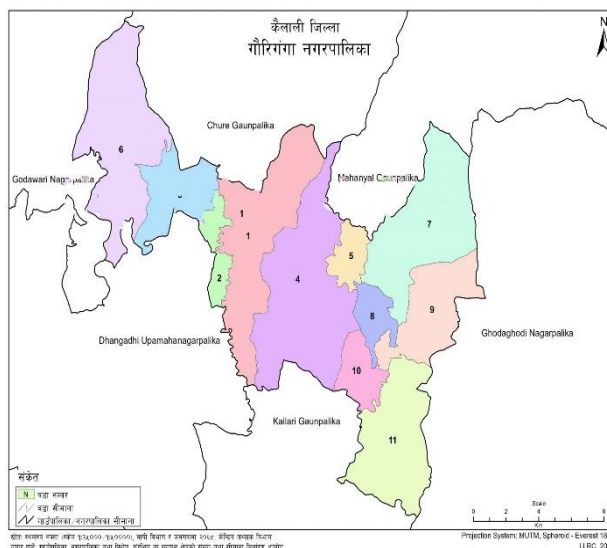 कैलाली जिल्ला
गौरिगंगा नगरपालिका
N
Chure Gaunpalika
6
Godawari
Mahanyal Gaunpalika
1
7
1
5
2
4
8
9
Ghodaghodi Nagarpalika
Dhangadhi Upamahanagarpalika
10
Kailari Gaunpalika
11
संकेत
N वडा नम्बर
वडा सीमाना
गाउँपालिका/नगरपालिका सीमाना
Scale
0 2 4 8
Km
Projection System: MUTM, Spheroid - Everest
LLRC, 20